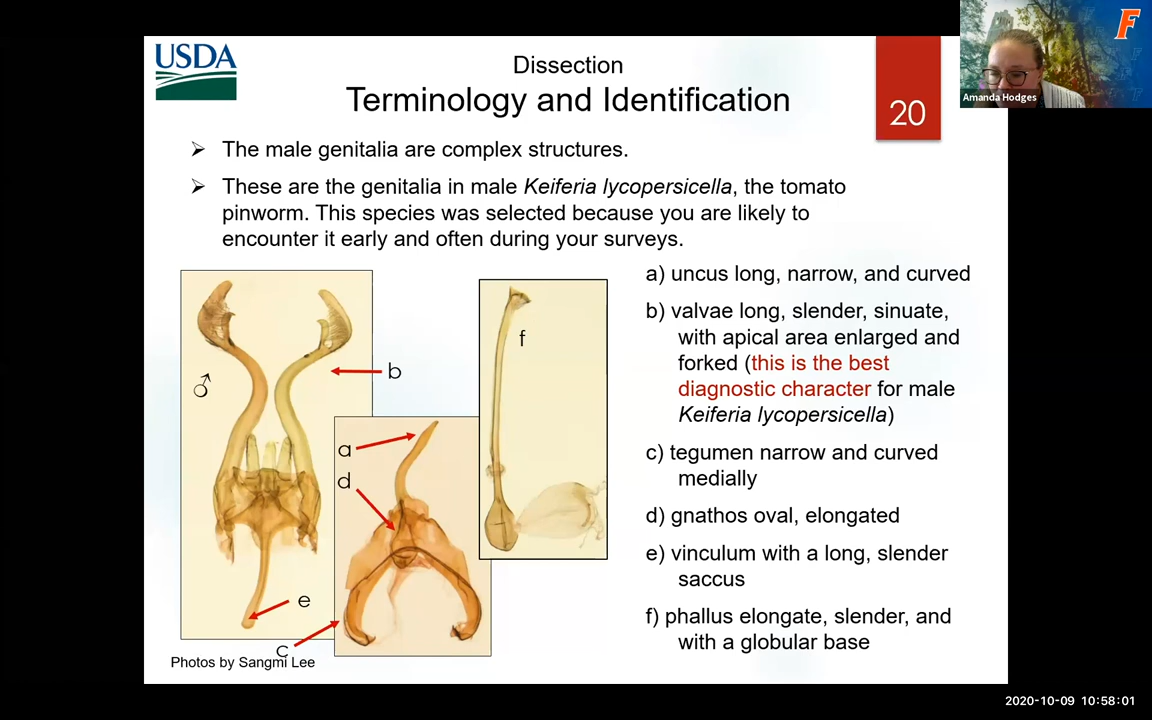 USDA
Dissection
Terminology and Identification
20
F
Amanda Hodges
➢ The male genitalia are complex structures.
➢ These are the genitalia in male Keiferia lycopersicella, the tomato
pinworm. This species was selected because you are likely to
encounter it early and often during your surveys.
♂
b
a
d
e
c
f
a) uncus long, narrow, and curved
b) valvae long, slender, sinuate,
with apical area enlarged and
forked (this is the best
diagnostic character for male
Keiferia lycopersicella)
c) tegumen narrow and curved
medially
d) gnathos oval, elongated
e) vinculum with a long, slender
saccus
f) phallus elongate, slender, and
with a globular base
Photos by Sangmi Lee
2020-10-09 10:58:01